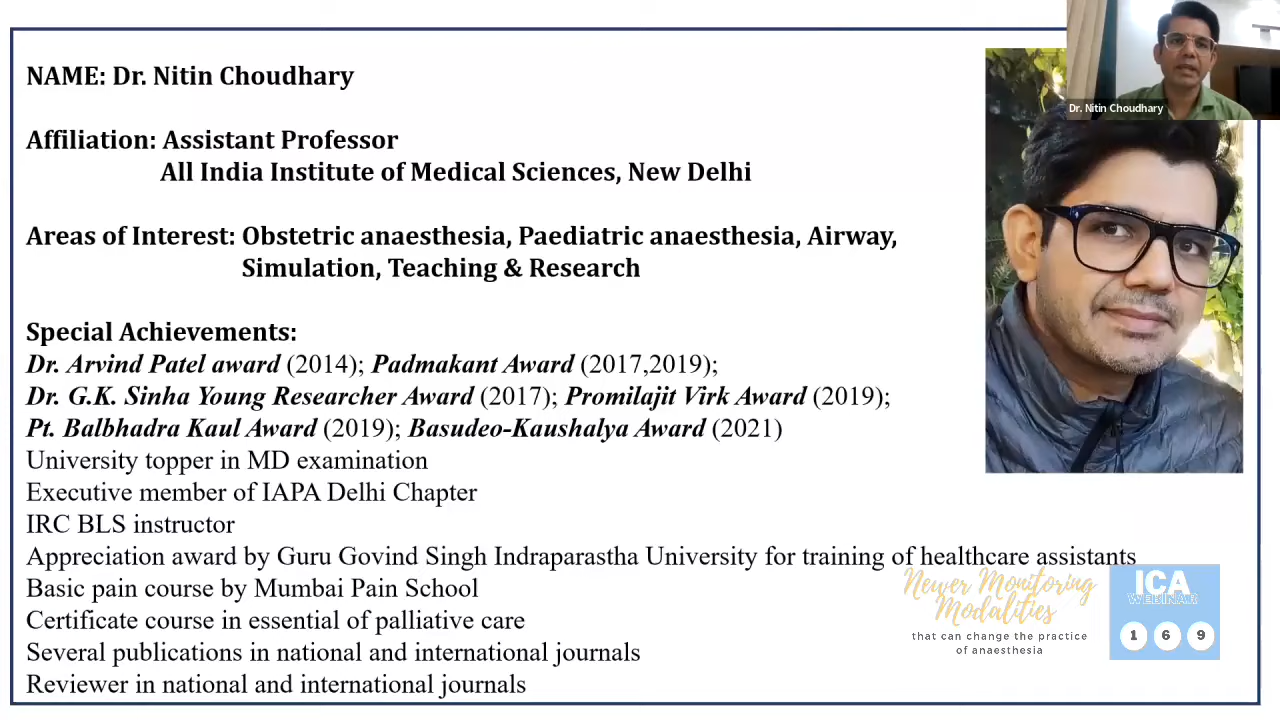 NAME: Dr. Nitin Choudhary
Affiliation: Assistant Professor
All India Institute of Medical Sciences, New Delhi
Areas of Interest: Obstetric anaesthesia, Paediatric anaesthesia, Airway,
Simulation, Teaching & Research
Special Achievements:
Dr. Arvind Patel award (2014); Padmakant Award (2017,2019);
Dr. G.K. Sinha Young Researcher Award (2017); Promilajit Virk Award (2019);
Pt. Balbhadra Kaul Award (2019); Basudeo-Kaushalya Award (2021)
University topper in MD examination
Executive member of IAPA Delhi Chapter
IRC BLS instructor
Appreciation award by Guru Govind Singh Indraparastha University for training of healthcare assistants
Basic pain course by Mumbai Pain School
Certificate course in essential of palliative care
Several publications in national and international journals
Reviewer in national and international journals
Dr. Nitin Choudhary
Newer Monitoring
Modalities
that can change the practice
of anaesthesia
ICA
WEBINAR
1 6 9